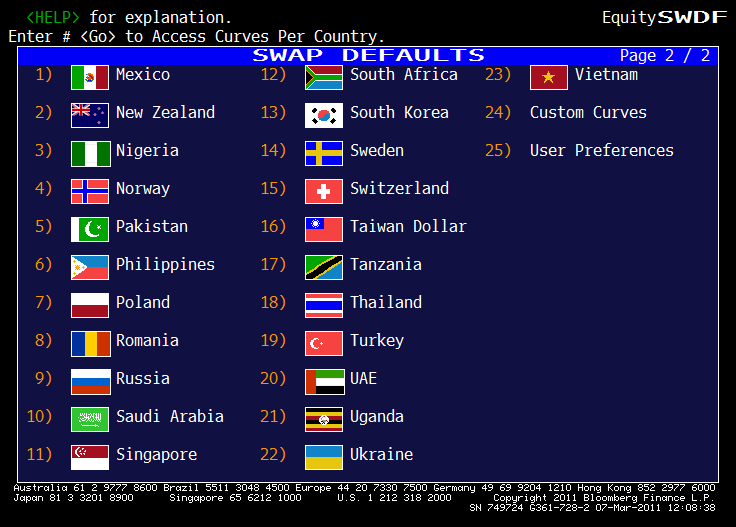 <HELP> for explanation. EquitySWDF
Enter # <Go> to Access Curves Per Country.
SWAP DEFAULTS Page 2 / 2
1) Mexico 12) South Africa 23) Vietnam
2) New Zealand 13) South Korea 24) Custom Curves
3) Nigeria 14) Sweden 25) User Preferences
4) Norway 15) Switzerland
5) Pakistan 16) Taiwan Dollar
6) Philippines 17) Tanzania
7) Poland 18) Thailand
8) Romania 19) Turkey
9) Russia 20) UAE
10) Saudi Arabia 21) Uganda
11) Singapore 22) Ukraine
Australia 61 2 9777 8600 Brazil 5511 3048 4500 Europe 44 20 7330 7500 Germany 49 69 9204 1210 Hong Kong 852 2977 6000
Japan 81 3 3201 8900 Singapore 65 6212 1000 U.S. 1 212 318 2000 Copyright 2011 Bloomberg Finance L.P.
SN 749724 G361-728-2 07-Mar-2011 12:08:38